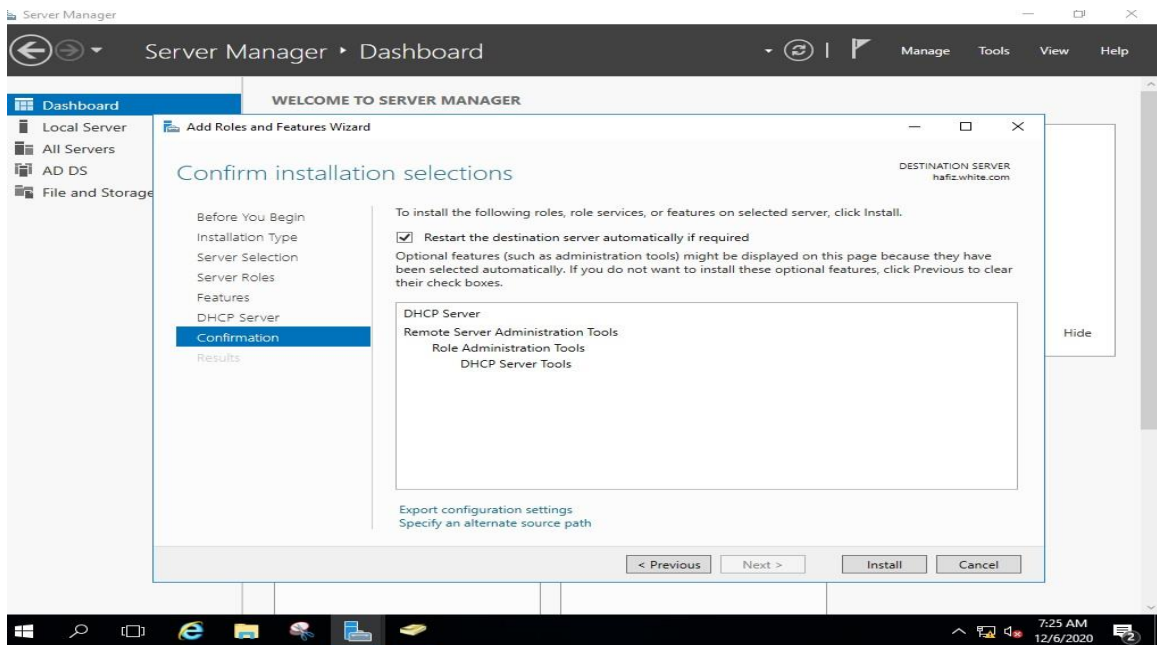 Server Manager
Server Manager ‣ Dashboard
Manage Tools View Help
Dashboard
Local Server
All Servers
AD DS
File and Storage
WELCOME TO SERVER MANAGER
Add Roles and Features Wizard
Confirm installation selections
DESTINATION SERVER
hafiz.white.com
Before You Begin
Installation Type
Server Selection
Server Roles
Features
DHCP Server
Confirmation
Results
To install the following roles, role services, or features on selected server, click Install.
Restart the destination server automatically if required
Optional features (such as administration tools) might be displayed on this page because they have
been selected automatically. If you do not want to install these optional features, click Previous to clear
their check boxes.
DHCP Server
Remote Server Administration Tools
Role Administration Tools
DHCP Server Tools
Export configuration settings
Specify an alternate source path
< Previous Next > Install Cancel
Hide
7:25 AM
12/6/2020
2